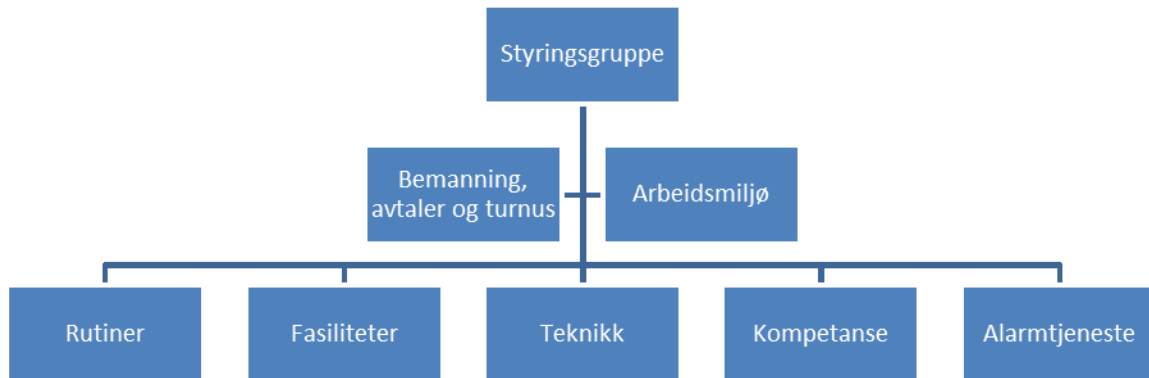 Styringsgruppe
Bemanning,
avtaler og turnus
Arbeidsmiljø
Rutiner
Fasiliteter
Teknikk
Kompetanse
Alarmtjeneste